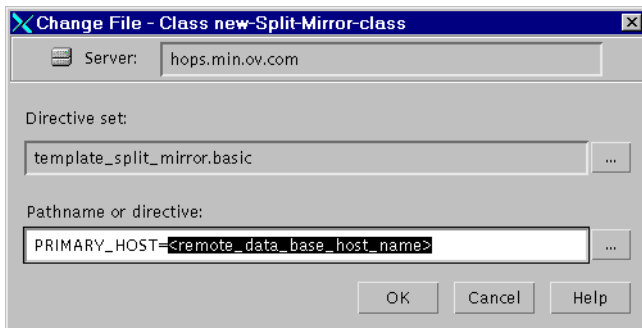 Change File - Class new-Split-Mirror-class
Server: hops.min.ov.com
Directive set:
template_split_mirror.basic
...
Pathname or directive:
PRIMARY_HOST=<remote_data_base_host_name>
...
OK Cancel Help